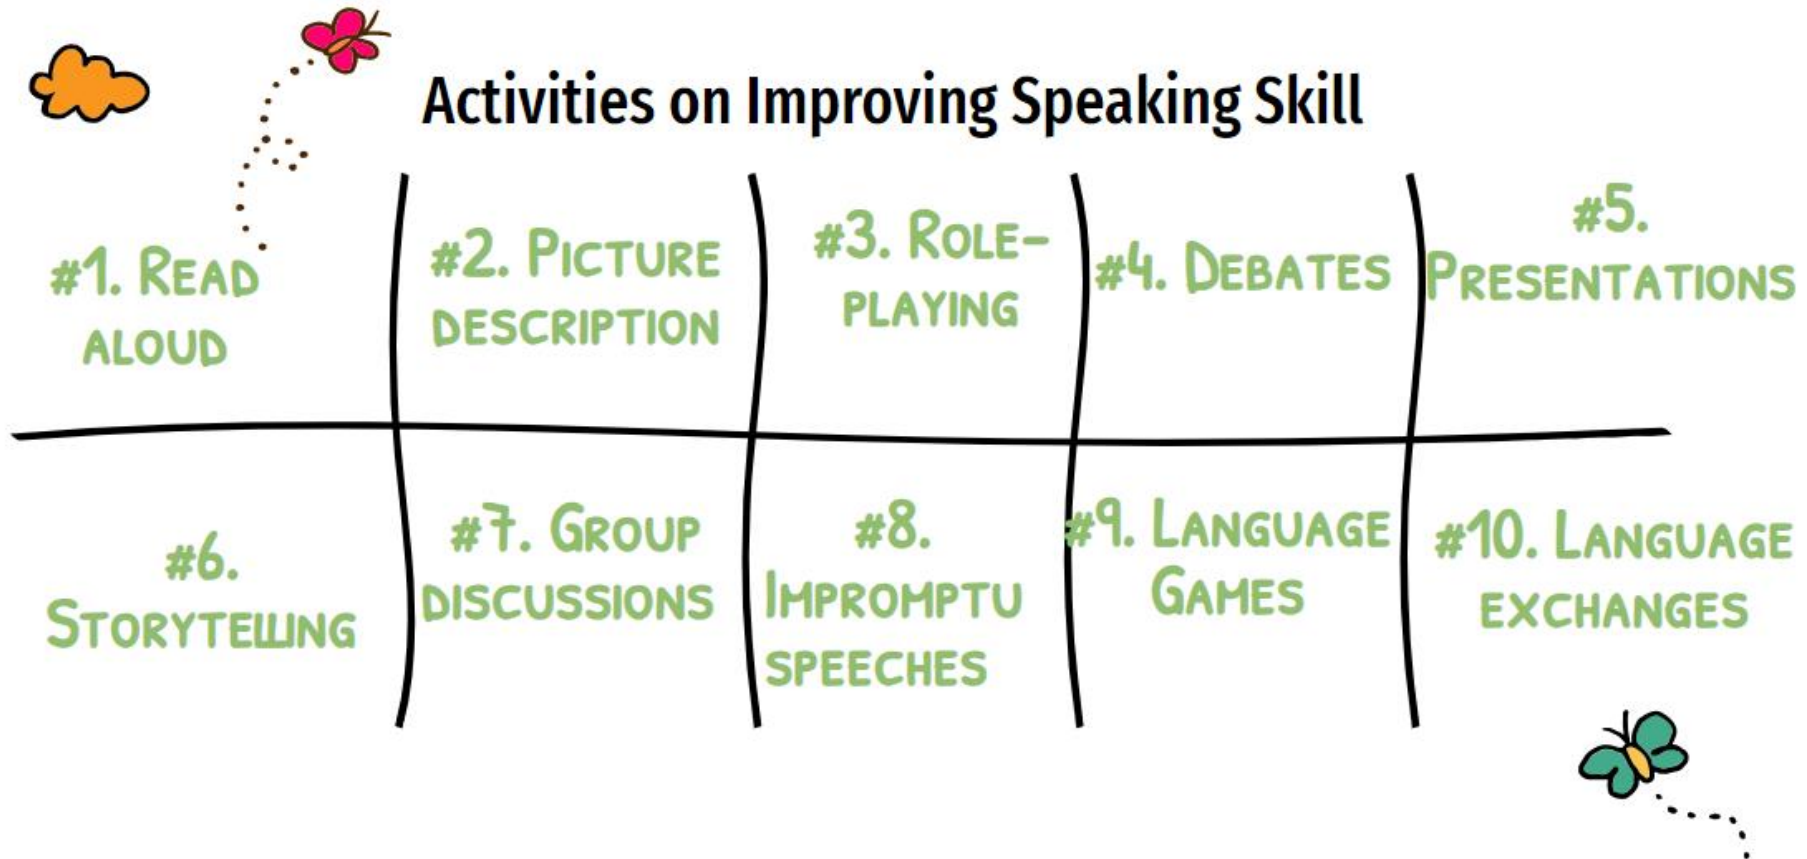 Activities on Improving Speaking Skill
#1. Read
aloud
#2. Picture
description
#3. Role-
playing
#4. Debates
#5.
Presentations
#6.
Storytelling
#7. Group
discussions
#8.
Impromptu
speeches
#9. Language
Games
#10. Language
exchanges